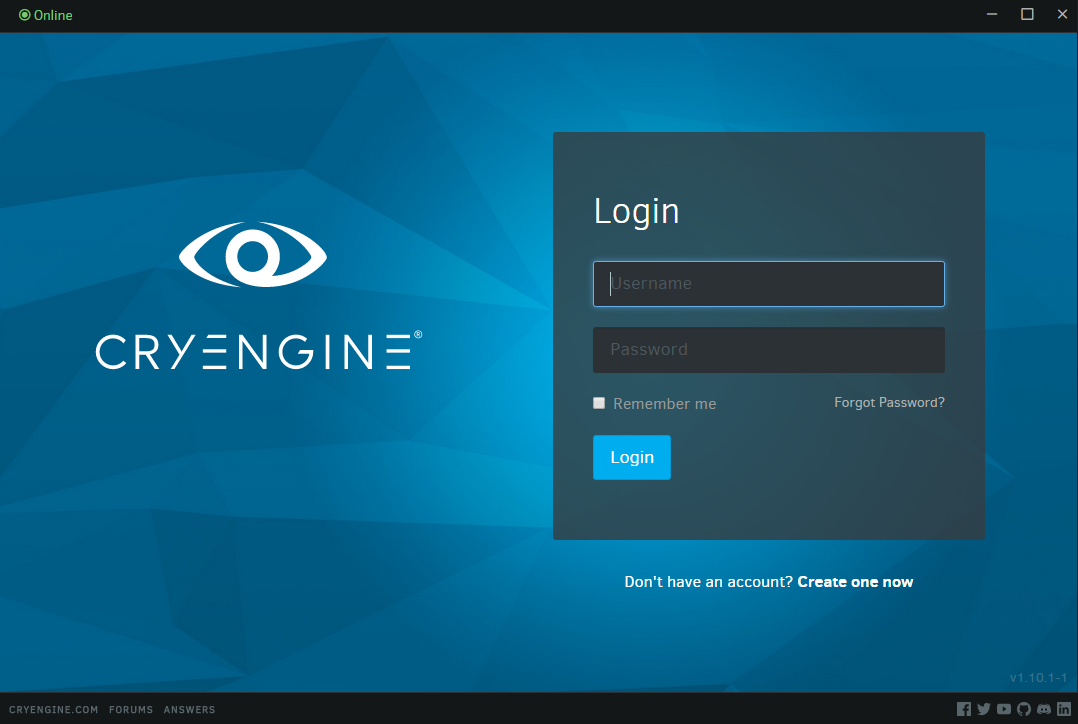 Online
Login
CRYENGINE®
Username
Password
Remember me
Forgot Password?
Login
Don't have an account? Create one now
v1.10.1-1
CRYENGINE.COM FORUMS ANSWERS